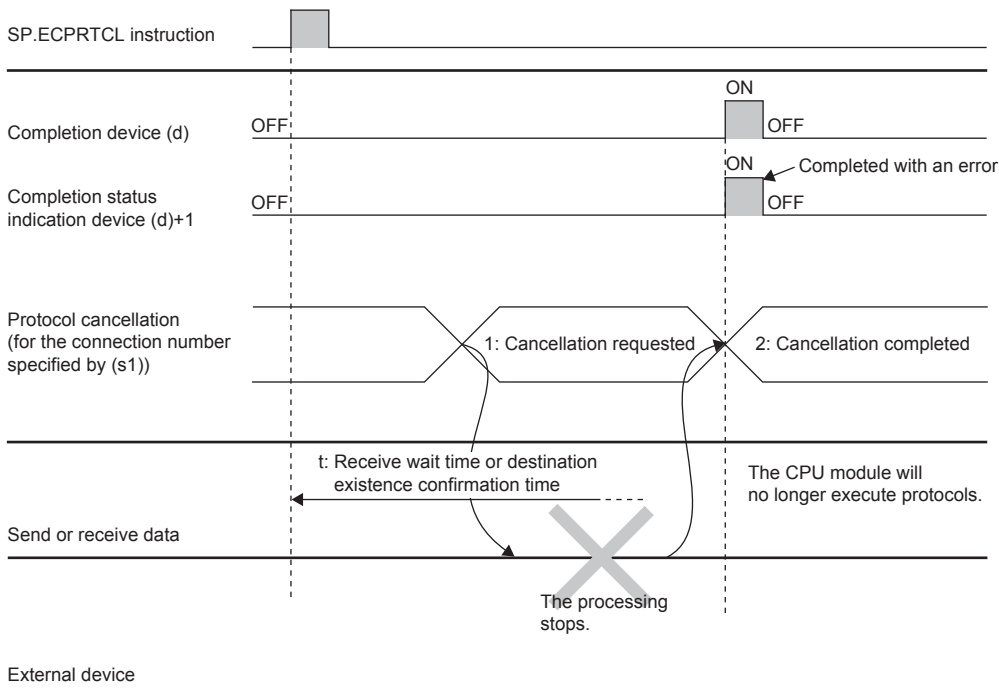 SP.ECPRTCL instruction
ON
Completion device (d)
OFF
OFF
ON
Completed with an error
Completion status
indication device (d)+1
OFF
OFF
Protocol cancellation
(for the connection number
specified by (s1))
1: Cancellation requested
2: Cancellation completed
t: Receive wait time or destination
existence confirmation time
The CPU module will
no longer execute protocols.
Send or receive data
The processing
stops.
External device